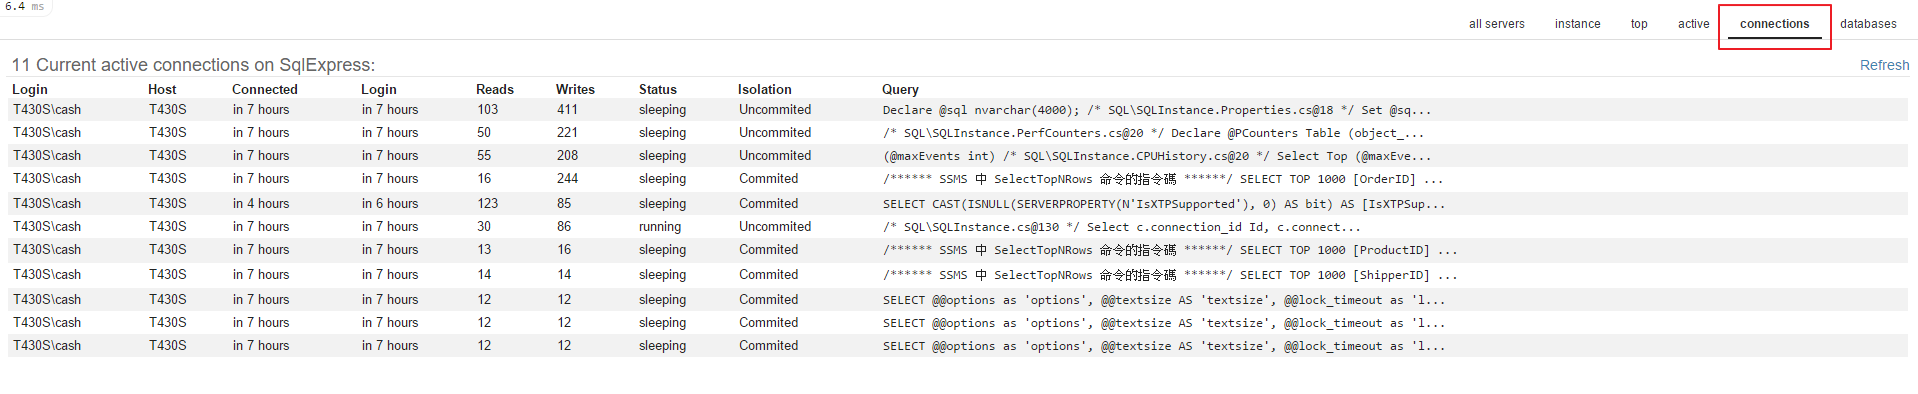 6.4 ms
all servers instance top active connections databases
11 Current active connections on SqlExpress: Refresh
Login Host Connected Login Reads Writes Status Isolation Query
T430S\cash T430S in 7 hours in 7 hours 103 411 sleeping Uncommited Declare @sql nvarchar(4000); /* SQL\SQLInstance.Properties.cs@18 */ Set @sq...
T430S\cash T430S in 7 hours in 7 hours 50 221 sleeping Uncommited /* SQL\SQLInstance.PerfCounters.cs@20 */ Declare @PCounters Table (object_...
T430S\cash T430S in 7 hours in 7 hours 55 208 sleeping Uncommited (@maxEvents int) /* SQL\SQLInstance.CPUHistory.cs@20 */ Select Top (@maxEve...
T430S\cash T430S in 7 hours in 7 hours 16 244 sleeping Commited /****** SSMS 中 SelectTopNRows 命令的指令碼 ******/ SELECT TOP 1000 [OrderID] ...
T430S\cash T430S in 4 hours in 6 hours 123 85 sleeping Commited SELECT CAST(ISNULL(SERVERPROPERTY(N'IsXTPSupported'), 0) AS bit) AS [IsXTPSup...
T430S\cash T430S in 7 hours in 7 hours 30 86 running Uncommited /* SQL\SQLInstance.cs@130 */ Select c.connection_id Id, c.connect...
T430S\cash T430S in 7 hours in 7 hours 13 16 sleeping Commited /****** SSMS 中 SelectTopNRows 命令的指令碼 ******/ SELECT TOP 1000 [ProductID] ...
T430S\cash T430S in 7 hours in 7 hours 14 14 sleeping Commited /****** SSMS 中 SelectTopNRows 命令的指令碼 ******/ SELECT TOP 1000 [ShipperID] ...
T430S\cash T430S in 7 hours in 7 hours 12 12 sleeping Commited SELECT @@options as 'options', @@textsize AS 'textsize', @@lock_timeout as 'l...
T430S\cash T430S in 7 hours in 7 hours 12 12 sleeping Commited SELECT @@options as 'options', @@textsize AS 'textsize', @@lock_timeout as 'l...
T430S\cash T430S in 7 hours in 7 hours 12 12 sleeping Commited SELECT @@options as 'options', @@textsize AS 'textsize', @@lock_timeout as 'l...